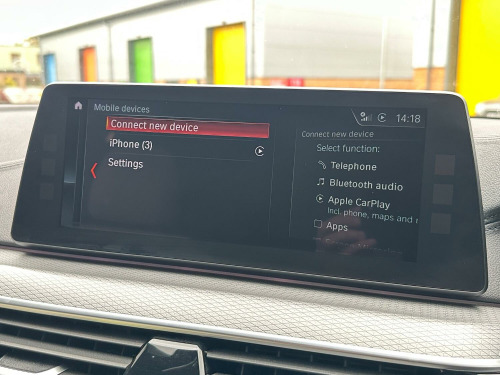 Mobile devices
14:18
Connect new device
iPhone (3)
Settings
Connect new device
Select function:
Telephone
Bluetooth audio
Apple CarPlay
Incl. phone, maps and
Apps